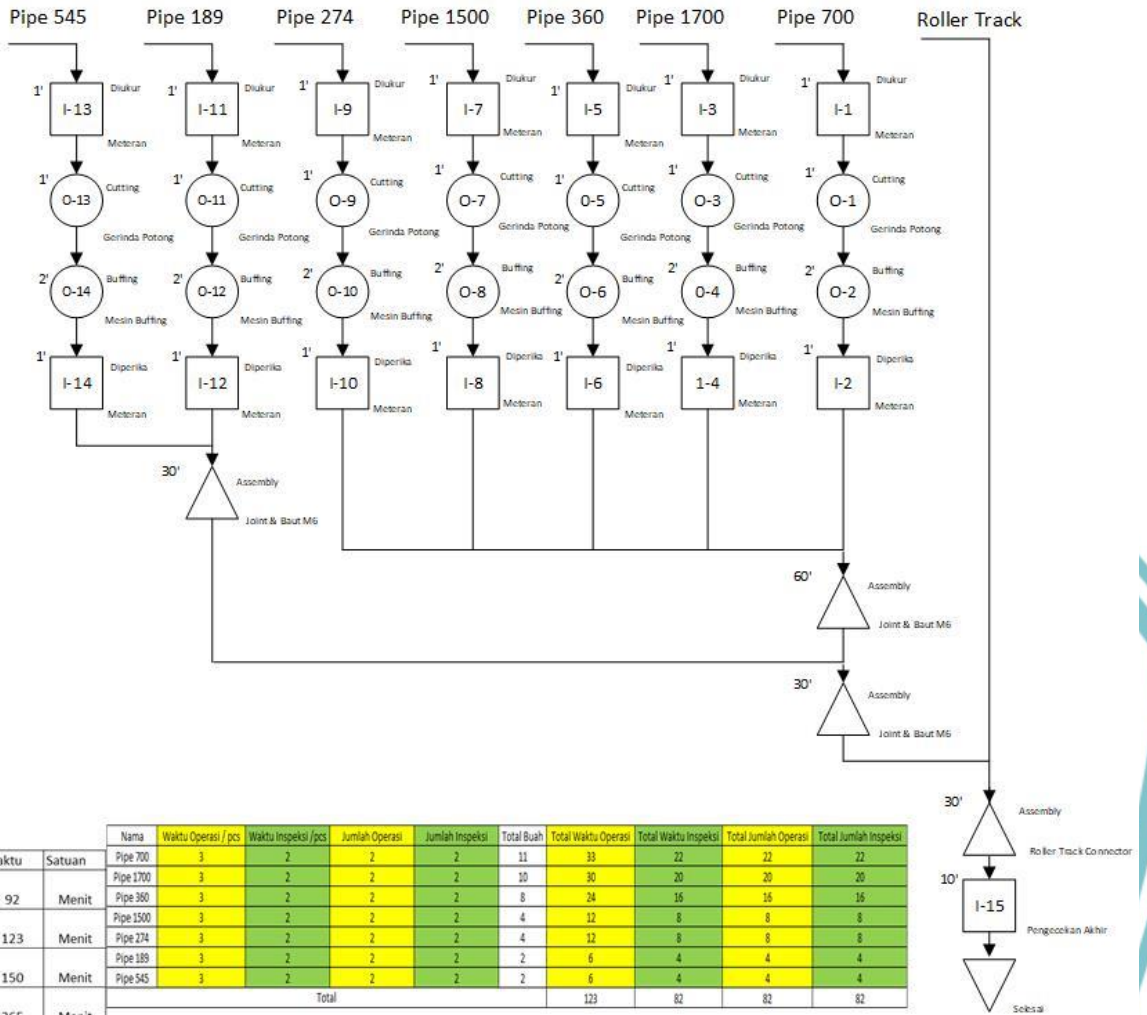 Pipe 545 Pipe 189 Pipe 274 Pipe 1500 Pipe 360 Pipe 1700 Pipe 700 Roller Track
1' Diukur 1' Diukur 1' Diukur 1' Diukur 1' Diukur 1' Diukur 1' Diukur
I-13 I-11 I-9 I-7 I-5 I-3 I-1
Meteran Meteran Meteran Meteran Meteran Meteran Meteran
1' Cutting 1' Cutting 1' Cutting 1' Cutting 1' Cutting 1' Cutting 1' Cutting
O-13 O-11 O-9 O-7 0-5 O-3 O-1
Gerinda Potong Gerinda Potong Gerinda Potong Gerinda Potong Gerinda Potong Gerinda Potong Gerinda Potong
2' Buffing 2' Buffing 2' Buffing 2' Buffing 2' Buffing 2' Buffing 2' Buffing
O-14 O-12 O-10 O-8 O-6 O-4 O-2
Mesin Buffing Mesin Buffing Mesin Buffing Mesin Buffing Mesin Buffing Mesin Buffing Mesin Buffing
1' Diperika 1' Diperika 1' Diperika 1' Diperika 1' Diperika 1' Diperika 1' Diperika
I-14 I-12 I-10 I-8 I-6 1-4 I-2
Meteran Meteran Meteran Meteran Meteran Meteran Meteran
30' Assembly
Joint & Baut M6
60' Assembly
Joint & Baut M6
30' Assembly
Joint & Baut M6
30' Assembly
Roller Track Connector
10'
I-15
Pengecekan Akhir
Selesai
Satuan
92 Menit
123 Menit
150 Menit
Menit
Nama Waktu Operasi / pcs Waktu Inspeksi /pcs Jumlah Operasi Jumlah Inspeksi Total Buah Total Waktu Operasi Total Waktu Inspeksi Total Jumlah Operasi Total Jumlah Inspeksi
Pipe 700 3 2 2 2 11 33 22 22 22
Pipe 1700 3 2 2 2 10 30 20 20 20
Pipe 360 3 2 2 2 8 24 16 16 16
Pipe 1500 3 2 2 2 4 12 8 8 8
Pipe 274 3 2 2 2 4 12 8 8 8
Pipe 189 3 2 2 2 2 6 4 4 4
Pipe 545 3 2 2 2 2 6 4 4 4
Total 123 82 82 82